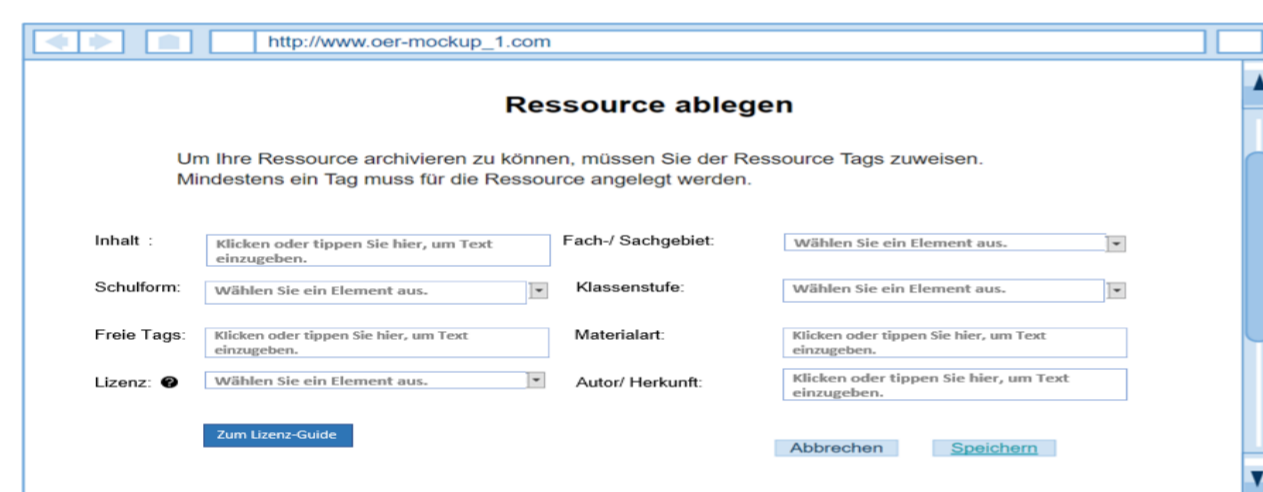 http://www.oer-mockup_1.com
Ressource ablegen
Um Ihre Ressource archivieren zu können, müssen Sie der Ressource Tags zuweisen.
Mindestens ein Tag muss für die Ressource angelegt werden.
Inhalt :
Klicken oder tippen Sie hier, um Text
einzugeben.
Fach-/ Sachgebiet:
Wählen Sie ein Element aus.
Schulform:
Wählen Sie ein Element aus.
Klassenstufe:
Wählen Sie ein Element aus.
Freie Tags:
Klicken oder tippen Sie hier, um Text
einzugeben.
Materialart:
Klicken oder tippen Sie hier, um Text
einzugeben.
Lizenz: ?
Wählen Sie ein Element aus.
Autor/ Herkunft:
Klicken oder tippen Sie hier, um Text
einzugeben.
Zum Lizenz-Guide
Abbrechen
Speichern